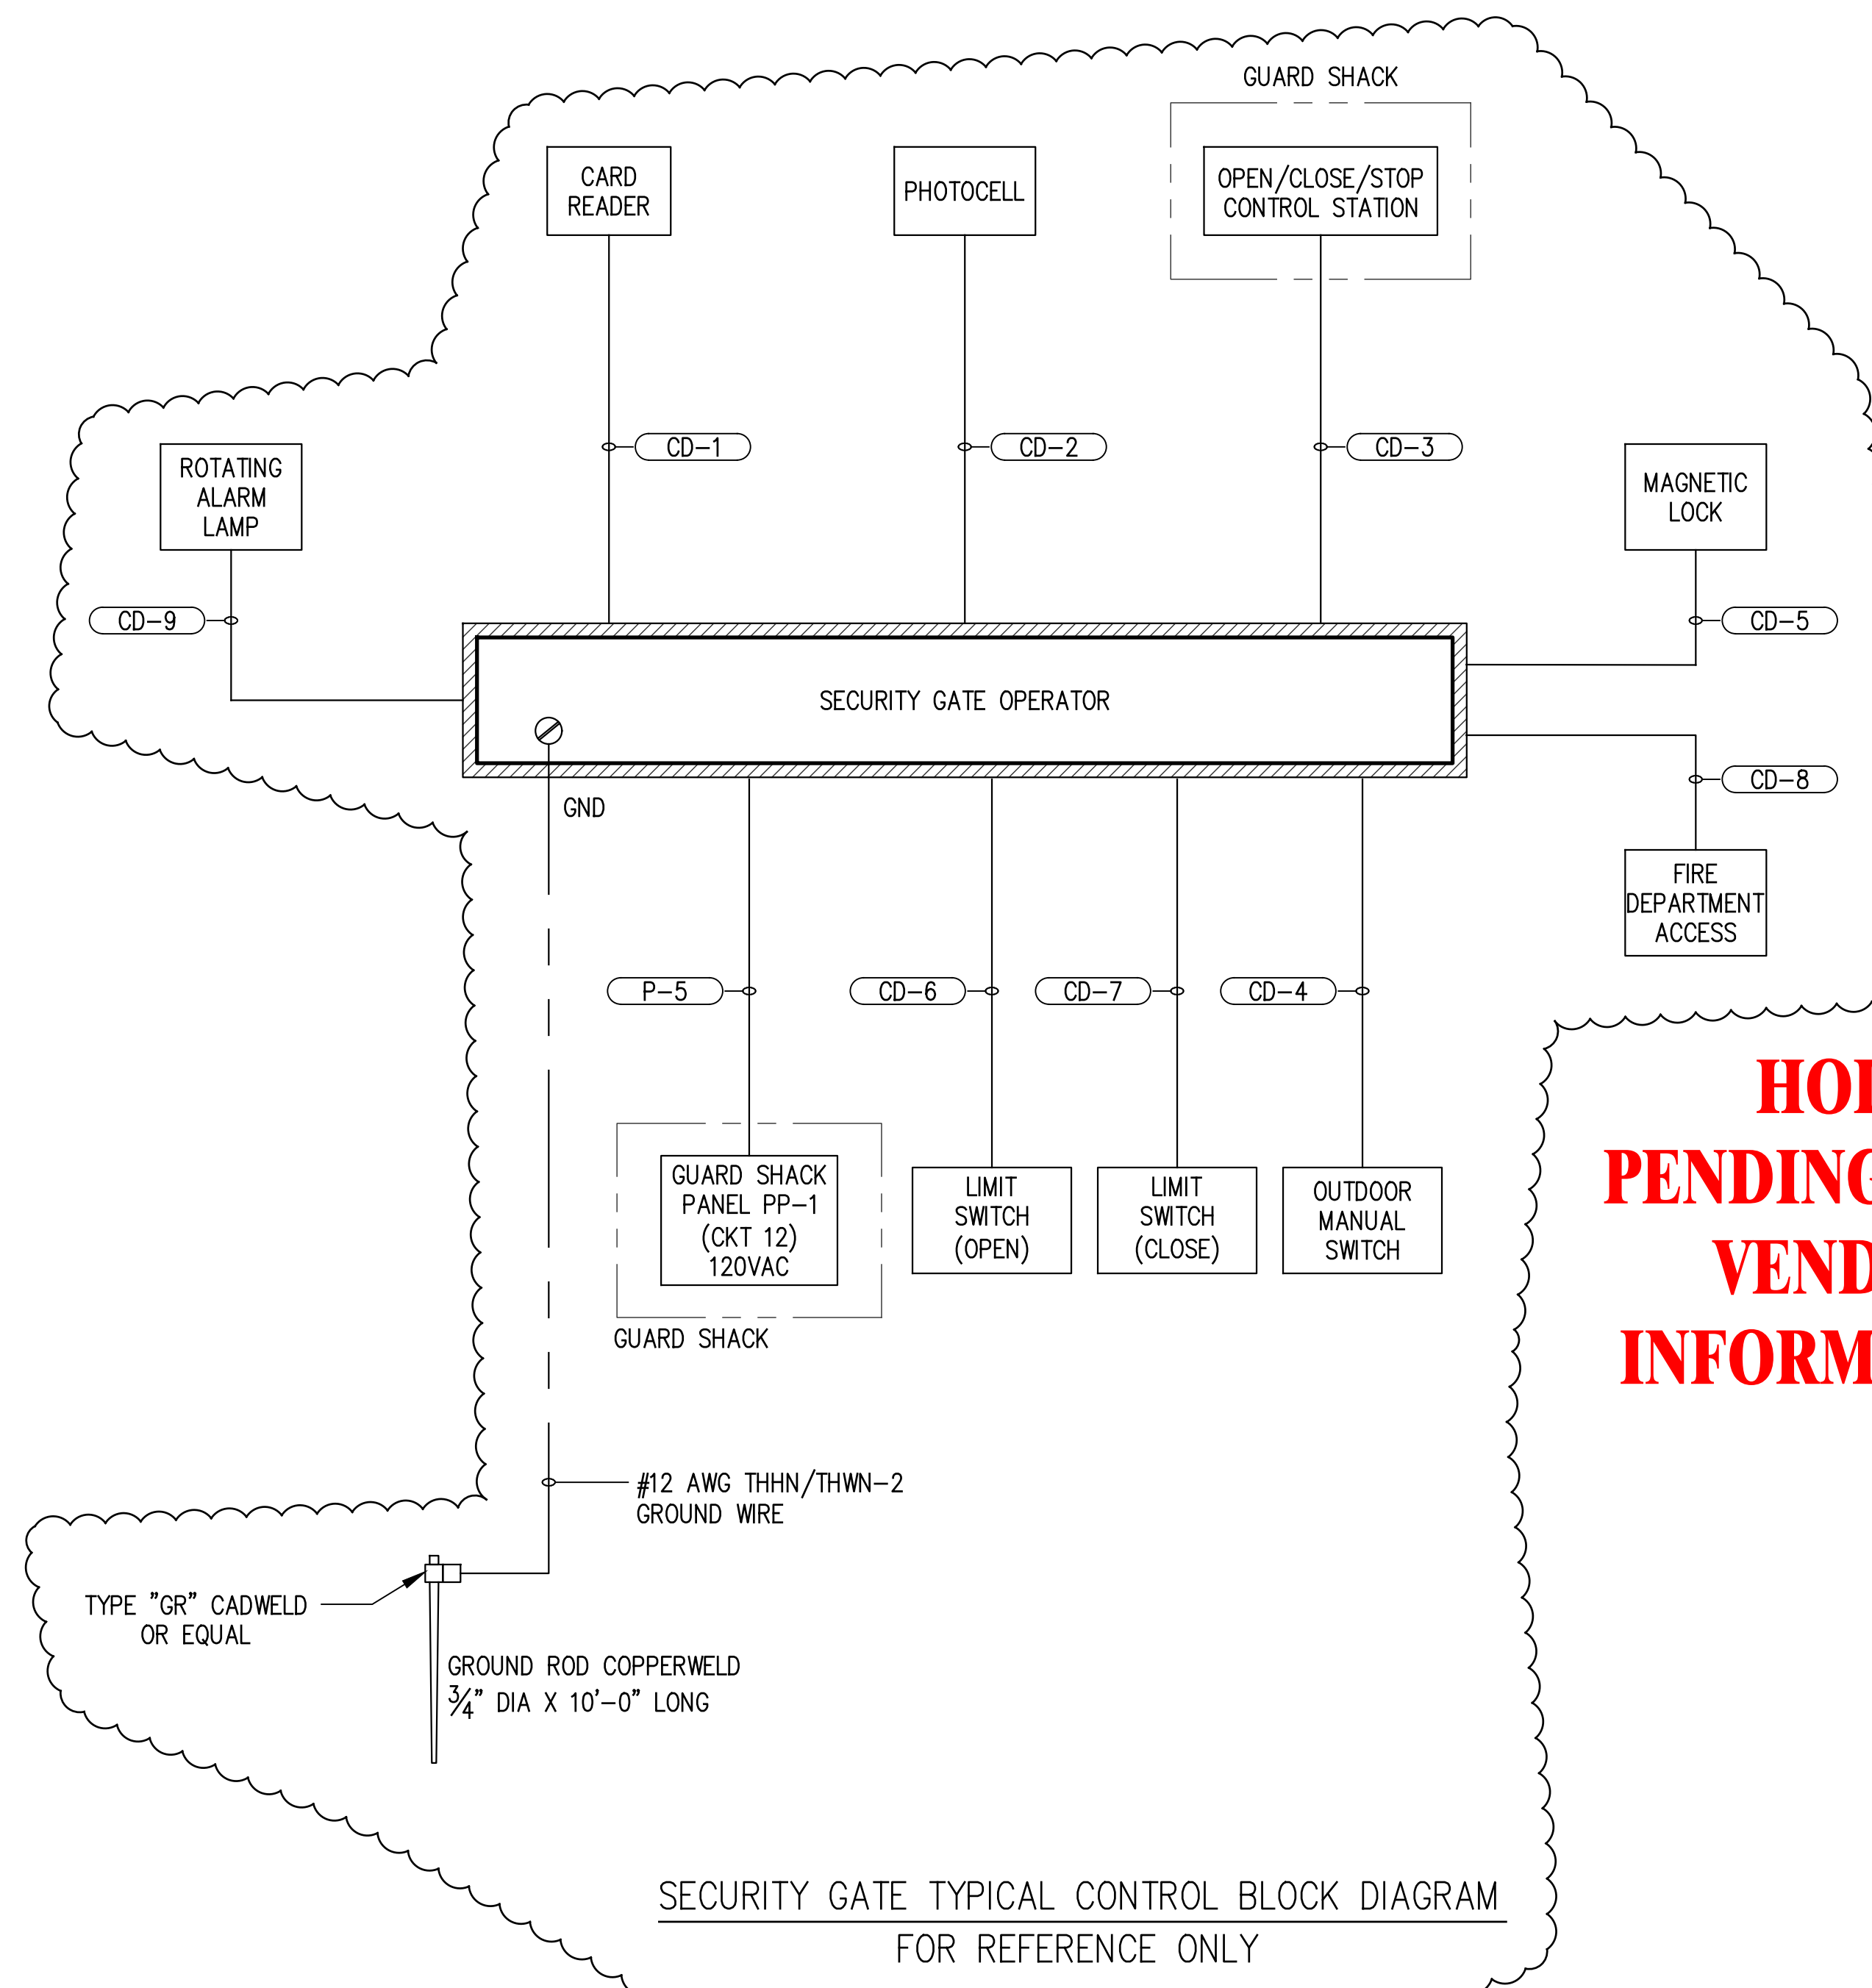 GUARD SHACK
CARD
READER
PHOTOCELL
OPEN/CLOSE/STOP
CONTROL STATION
CD-1
CD-2
CD-3
ROTATING
ALARM
LAMP
MAGNETIC
LOCK
CD-9
CD-5
SECURITY GATE OPERATOR
GND
CD-8
FIRE
DEPARTMENT
ACCESS
P-5
CD-6
CD-7
CD-4
GUARD SHACK
PANEL PP-1
(CKT 12)
120VAC
LIMIT
SWITCH
(OPEN)
LIMIT
SWITCH
(CLOSE)
OUTDOOR
MANUAL
SWITCH
GUARD SHACK
PENDING
#12 AWG THHN/THWN-2
GROUND WIRE
TYPE "GR" CADWELD
OR EQUAL
GROUND ROD COPPERWELD
3/4" DIA X 10'-0" LONG
SECURITY GATE TYPICAL CONTROL BLOCK DIAGRAM
FOR REFERENCE ONLY